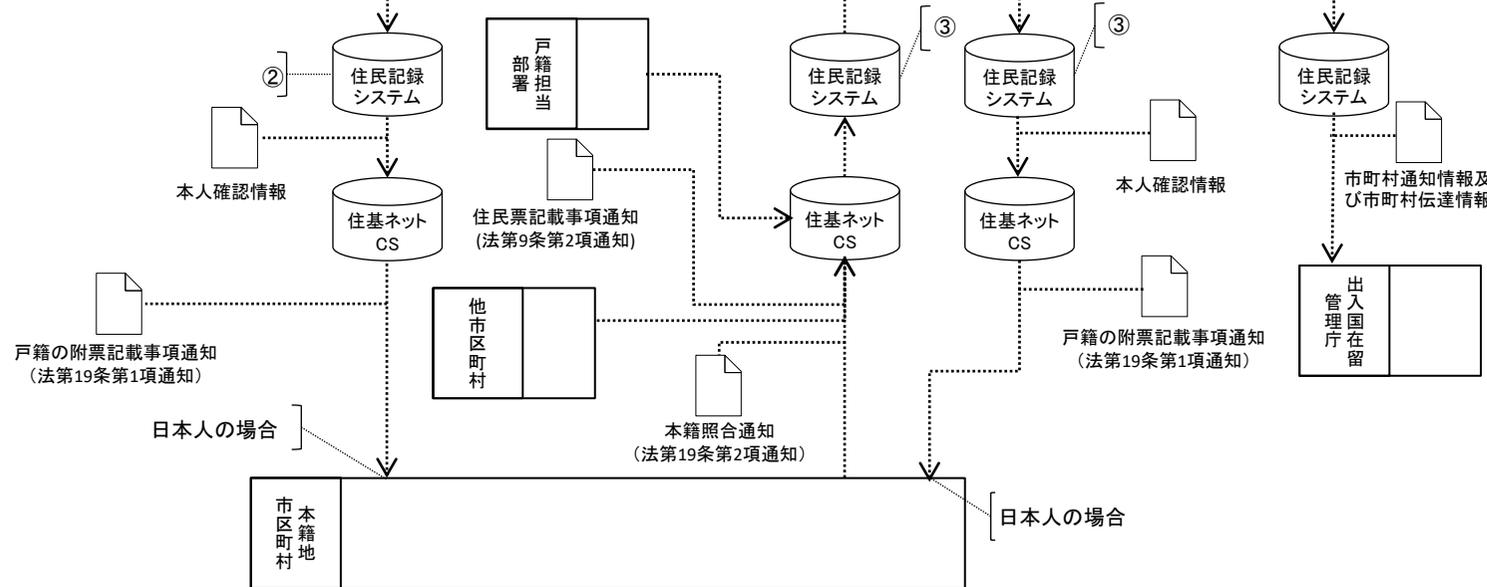 ②
住民記録
システム
本人確認情報
住基ネット
CS
戸籍の附票記載事項通知
（法第19条第1項通知）
日本人の場合
戸籍担当
部署
住民票記載事項通知
(法第9条第2項通知)
他市区町村
③
住民記録
システム
住基ネット
CS
本籍照合通知
（法第19条第2項通知）
③
住民記録
システム
本人確認情報
住基ネット
CS
戸籍の附票記載事項通知
（法第19条第1項通知）
日本人の場合
住民記録
システム
市町村通知情報及
び市町村伝達情報
出入国在留
管理庁
本籍地
市区町村